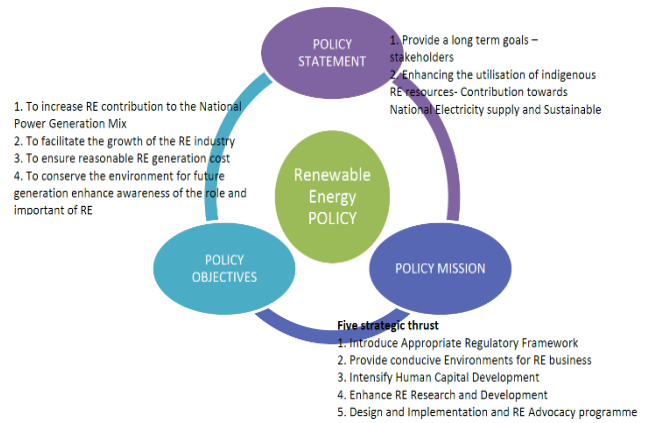 POLICY
STATEMENT
1. Provide a long term goals –
stakeholders
2. Enhancing the utilisation of indigenous
RE resources- Contribution towards
National Electricity supply and Sustainable
1. To increase RE contribution to the National
Power Generation Mix
2. To facilitate the growth of the RE industry
3. To ensure reasonable RE generation cost
4. To conserve the environment for future
generation enhance awareness of the role and
important of RE
Renewable
Energy
POLICY
POLICY
OBJECTIVES
POLICY MISSION
Five strategic thrust
1. Introduce Appropriate Regulatory Framework
2. Provide conducive Environments for RE business
3. Intensify Human Capital Development
4. Enhance RE Research and Development
5. Design and Implementation and RE Advocacy programme